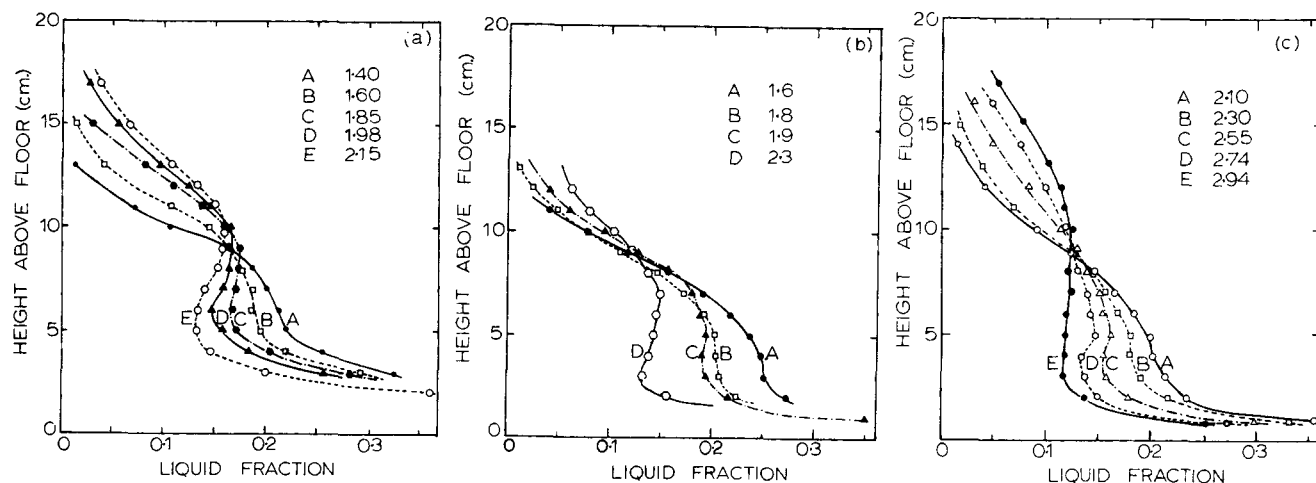 (a)
A 1·40
B 1·60
C 1·85
D 1·98
E 2·15
20
15
10
5
0
HEIGHT ABOVE FLOOR (cm.)
E D C B A
0 0·1 0·2 0·3
LIQUID FRACTION
(b)
A 1·6
B 1·8
C 1·9
D 2·3
20
15
10
5
0
HEIGHT ABOVE FLOOR (cm.)
D C B A
0 0·1 0·2 0·3
LIQUID FRACTION
(c)
A 2·10
B 2·30
C 2·55
D 2·74
E 2·94
20
15
10
5
0
HEIGHT ABOVE FLOOR (cm)
E D C B A
0 0·1 0·2 0·3
LIQUID FRACTION